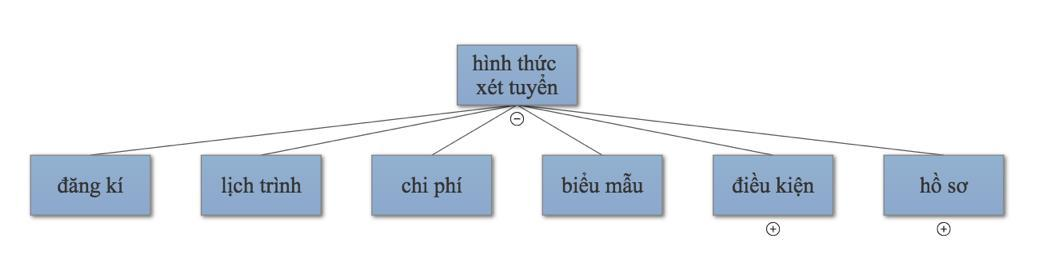 hình thức
xét tuyển
đăng kí
lịch trình
chi phí
biểu mẫu
điều kiện
hồ sơ